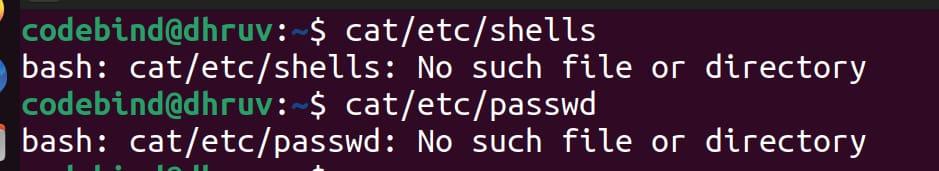 codebind@dhruv:~$ cat/etc/shells
bash: cat/etc/shells: No such file or directory
codebind@dhruv:~$ cat/etc/passwd
bash: cat/etc/passwd: No such file or directory